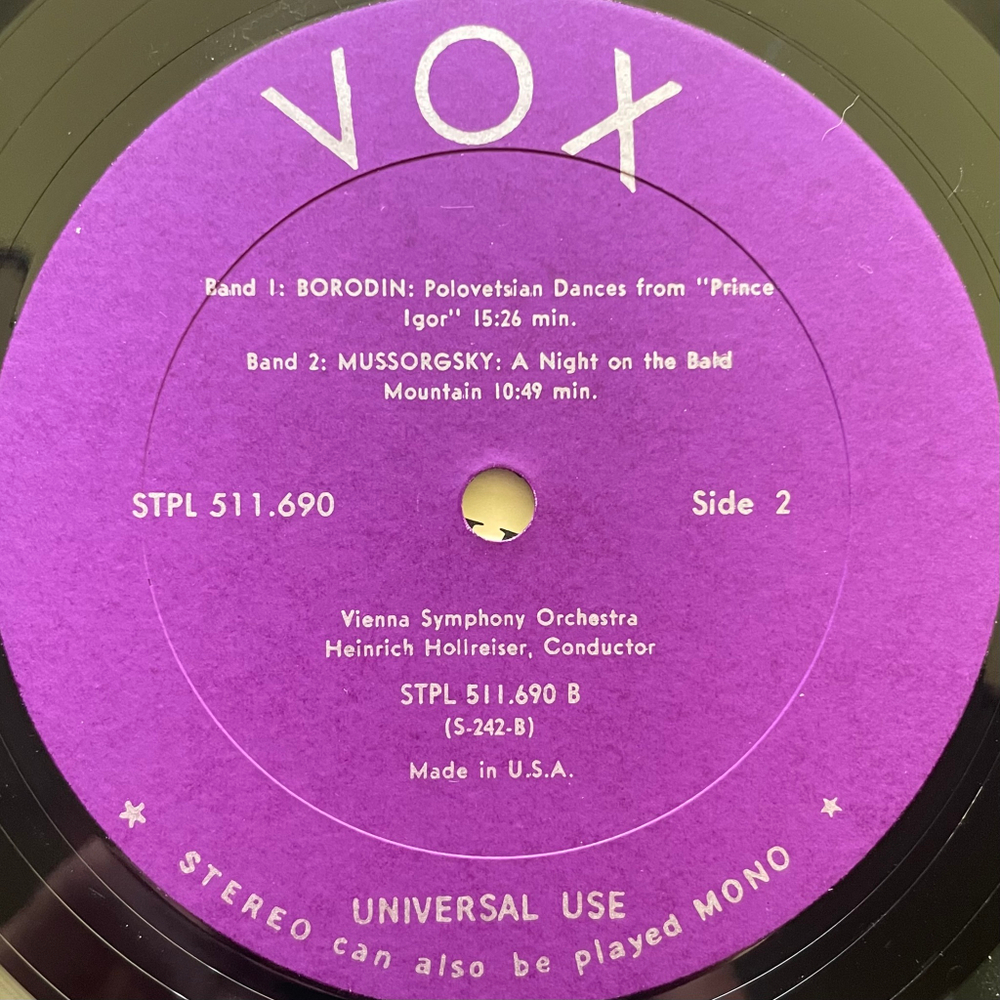 VOX
Band 1: BORODIN: Polovetsian Dances from "Prince
Igor" 15:26 min.
Band 2: MUSSORGSKY: A Night on the Bald
Mountain 10:49 min.
STPL 511.690
Side 2
Vienna Symphony Orchestra
Heinrich Hollreiser, Conductor
STPL 511.690 B
(S-242-B)
Made in U.S.A.
UNIVERSAL USE
STEREO can also be played MONO